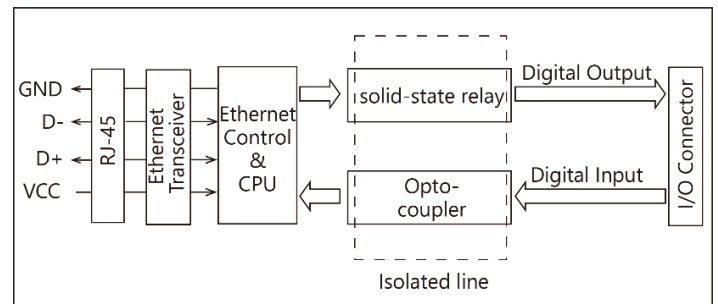 GND
D-
D+
VCC
RJ-45
Ethernet
Transceiver
Ethernet
Control
&
CPU
solid-state relay
Opto-
coupler
Digital Output
Digital Input
I/O Connector
Isolated line